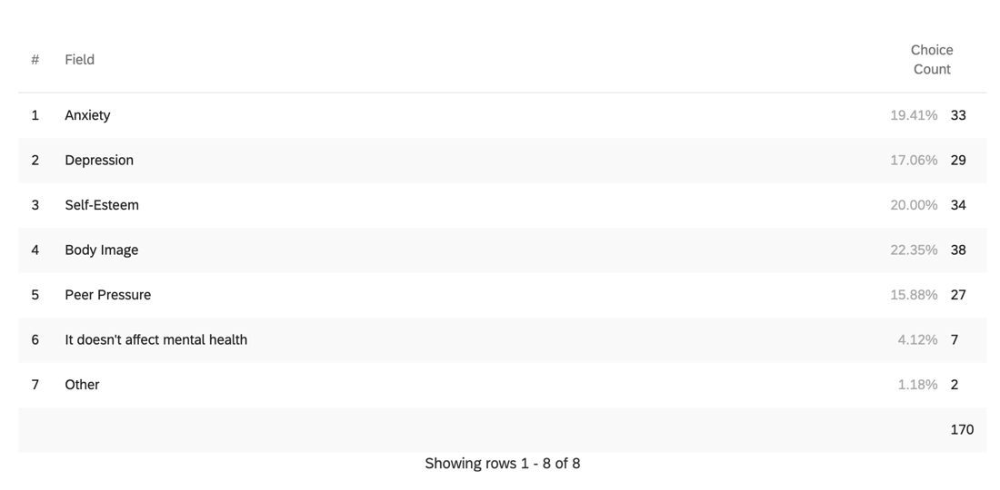 # Field Choice Count
1 Anxiety 19.41% 33
2 Depression 17.06% 29
3 Self-Esteem 20.00% 34
4 Body Image 22.35% 38
5 Peer Pressure 15.88% 27
6 It doesn't affect mental health 4.12% 7
7 Other 1.18% 2
170
Showing rows 1 - 8 of 8